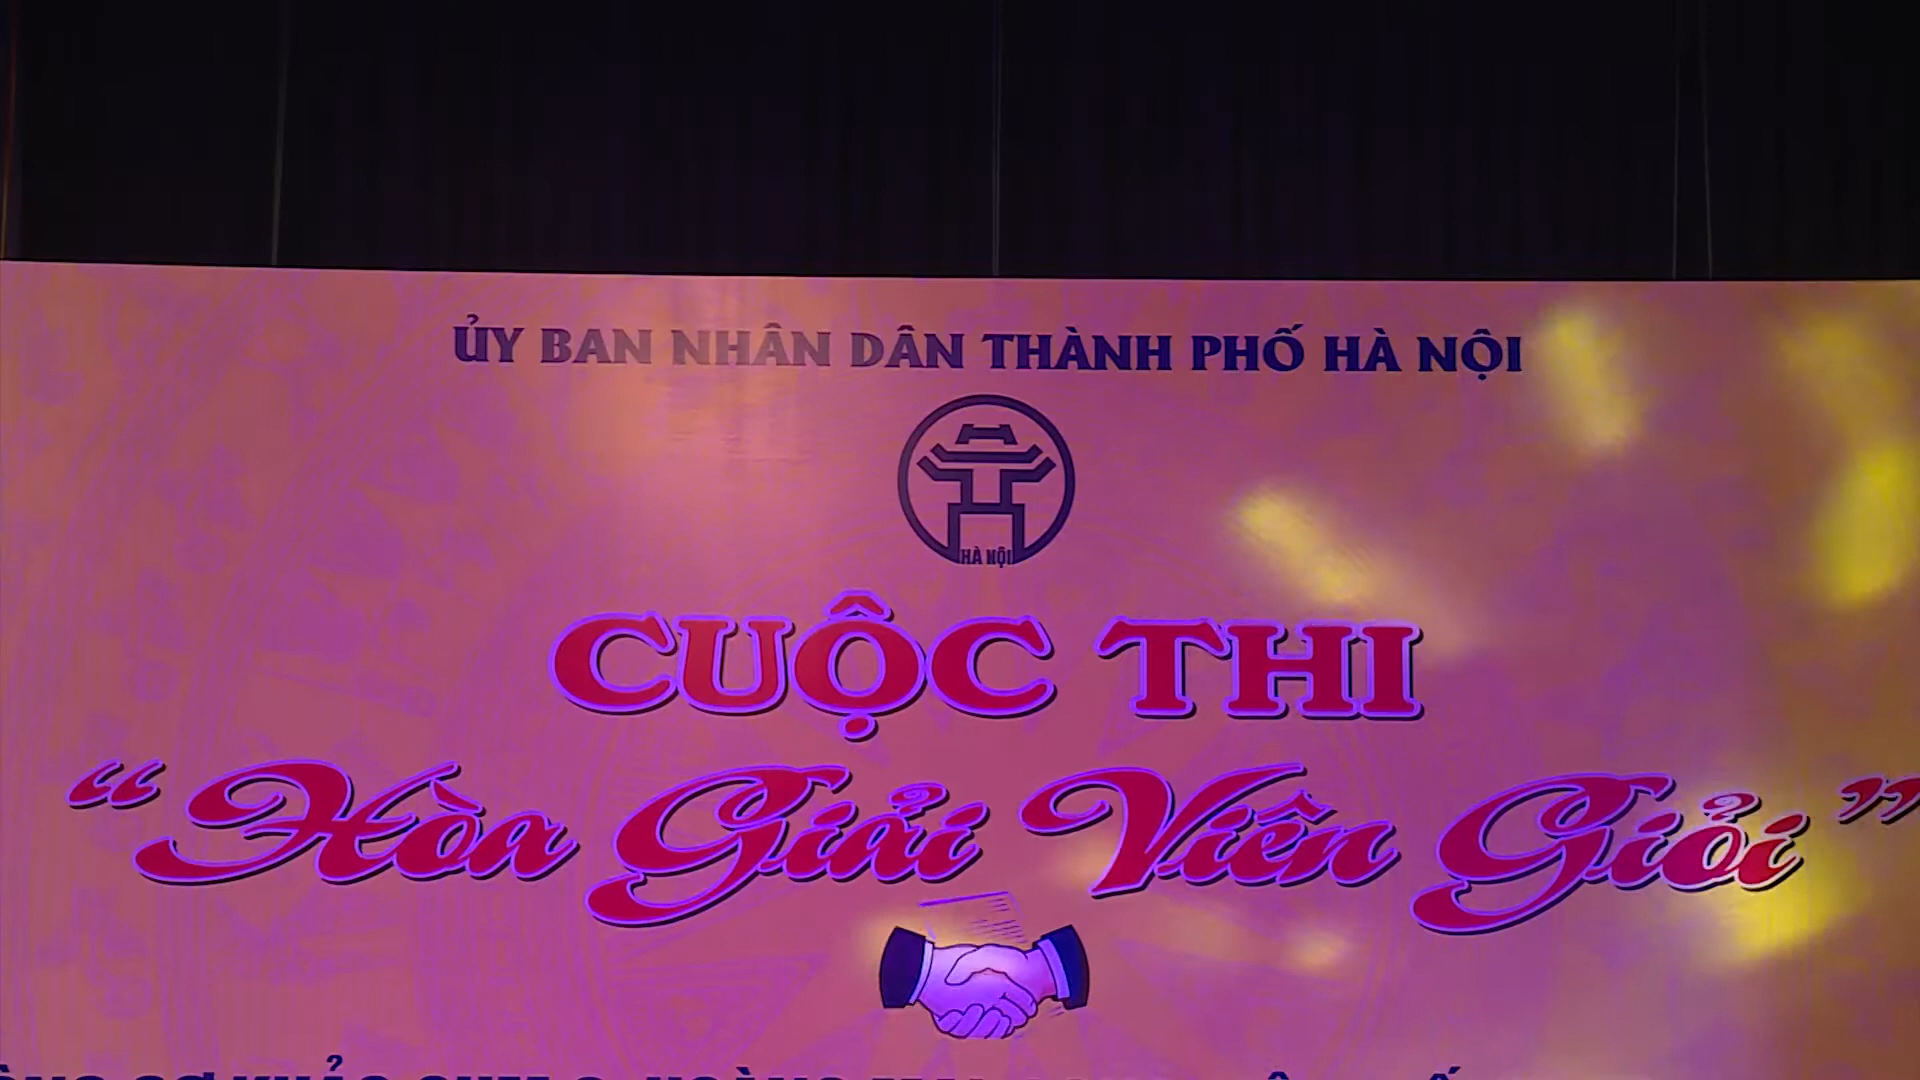 ỦY BAN NHÂN DÂN THÀNH PHỐ HÀ NỘI
HÀ NỘI
CUỘC THI
“Hòa Giải Viên Giỏi”